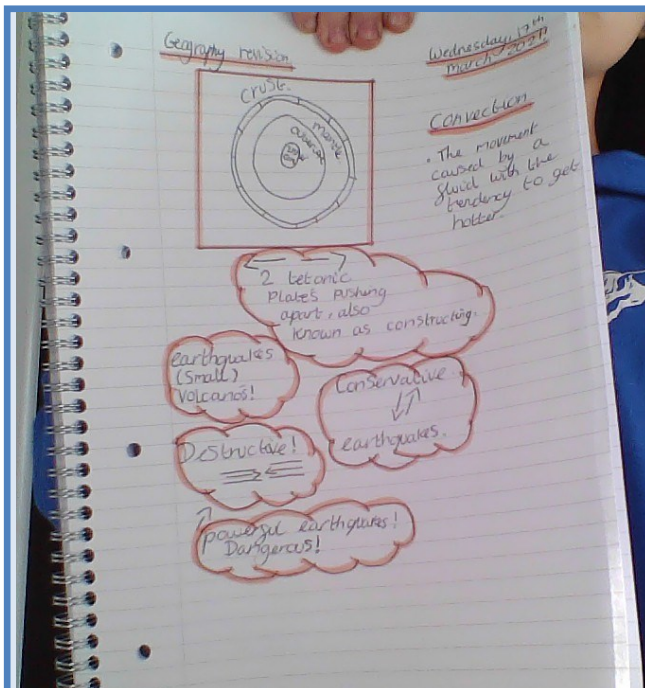 Geography revision
Wednesday, 17th
March 2021
crust.
mantle
outercore
inner
core
Convection
• The movement
caused by a
fluid with the
tendency to get
hotter.
2 tetonic
Plates pushing
apart, also
known as constructing.
earthquakes
(small)
volcanos!
Conservative
earthquakes.
Destructive!
powerful earthquakes!
Dangerous!